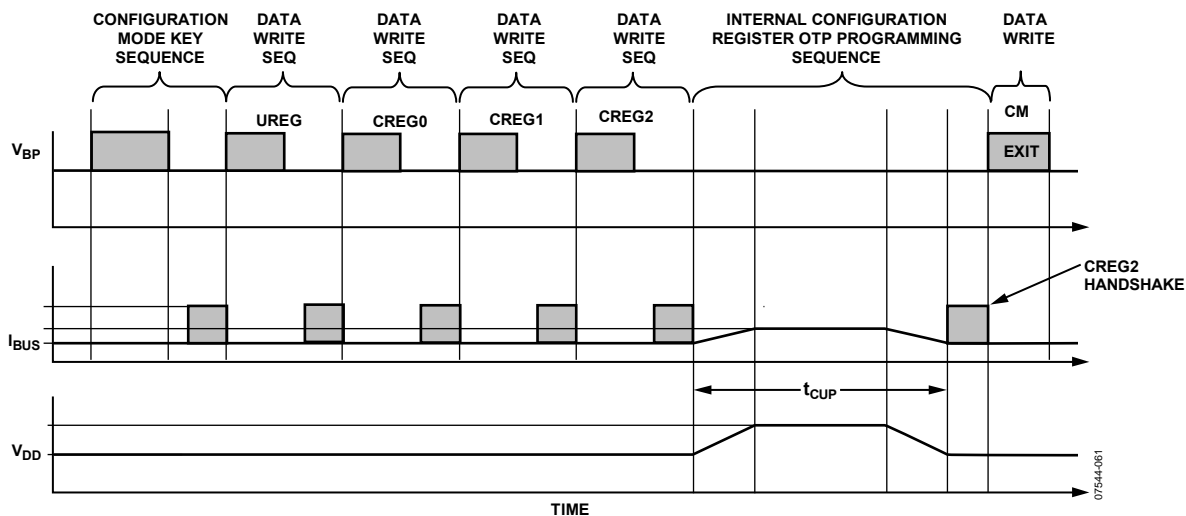 CONFIGURATION
MODE KEY
SEQUENCE
DATA
WRITE
SEQ
DATA
WRITE
SEQ
DATA
WRITE
SEQ
DATA
WRITE
SEQ
INTERNAL CONFIGURATION
REGISTER OTP PROGRAMMING
SEQUENCE
DATA
WRITE
UREG
CREG0
CREG1
CREG2
CM
VBP
EXIT
CREG2
HANDSHAKE
IBUS
tCUP
VDD
TIME
07544-061